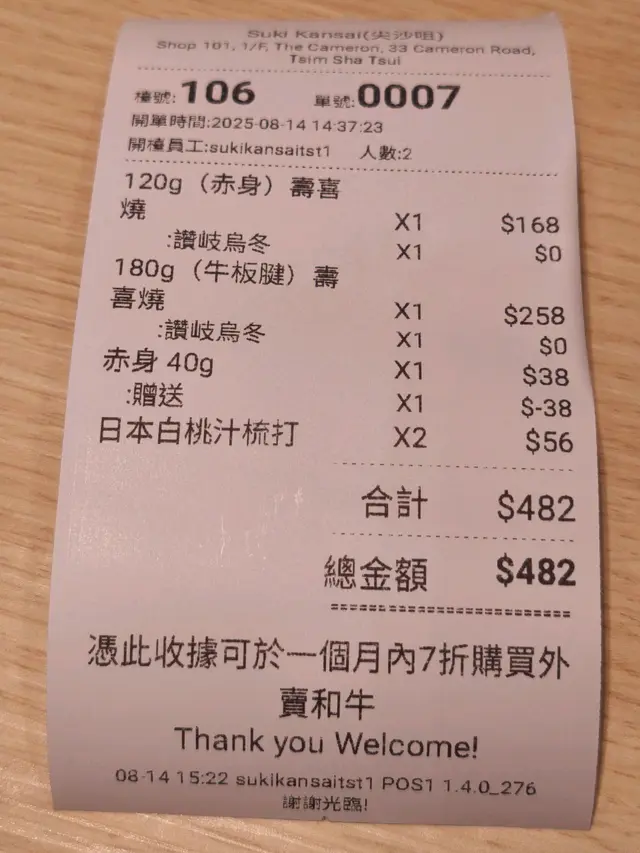 Suki Kansai(尖沙咀)
Shop 101, 1/F, The Cameron, 33 Cameron Road,
Tsim Sha Tsui
檯號:106 單號:0007
開單時間:2025-08-14 14:37:23
開檯員工:sukikansaitst1 人數:2
120g（赤身）壽喜
燒 X1 $168
:讚岐烏冬 X1 $0
180g（牛板腱）壽
喜燒 X1 $258
:讚岐烏冬 X1 $0
赤身 40g X1 $38
:贈送 X1 $-38
日本白桃汁梳打 X2 $56
合計 $482
總金額 $482
憑此收據可於一個月內7折購買外
賣和牛
Thank you Welcome!
08-14 15:22 sukikansaitst1 POS1 1.4.0_276
謝謝光臨!